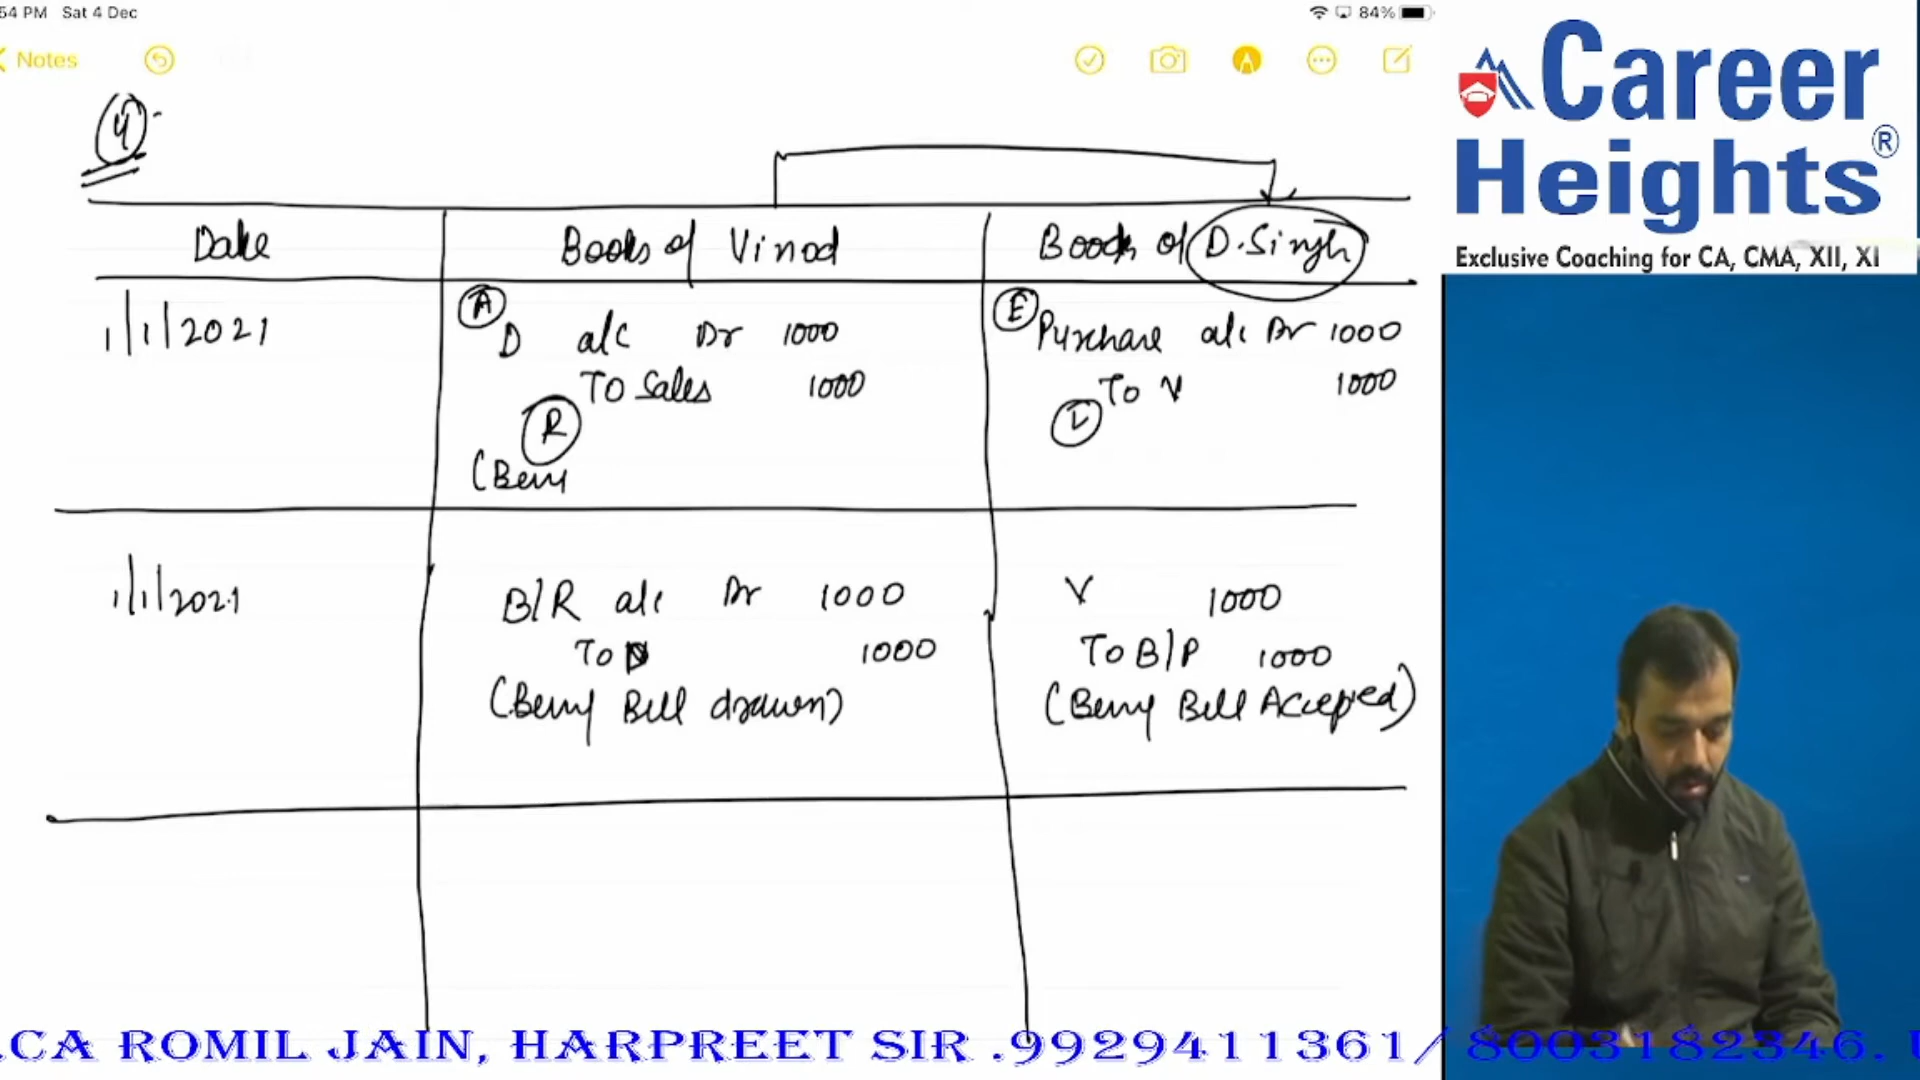 54 PM Sat 4 Dec
84%
Notes
4
Date
Books of Vinod
Books of D.Singh
1/1/2021
A
D a/c Dr 1000
To Sales 1000
R
(Being
E
Purchase a/c Dr 1000
To V 1000
L
1/1/2021
B/R a/c Dr 1000
To D 1000
(Being Bill drawn)
V 1000
To B/P 1000
(Being Bill Accepted)
Career
Heights®
Exclusive Coaching for CA, CMA, XII, XI
.CA ROMIL JAIN, HARPREET SIR .9929411361/ 8003182346.